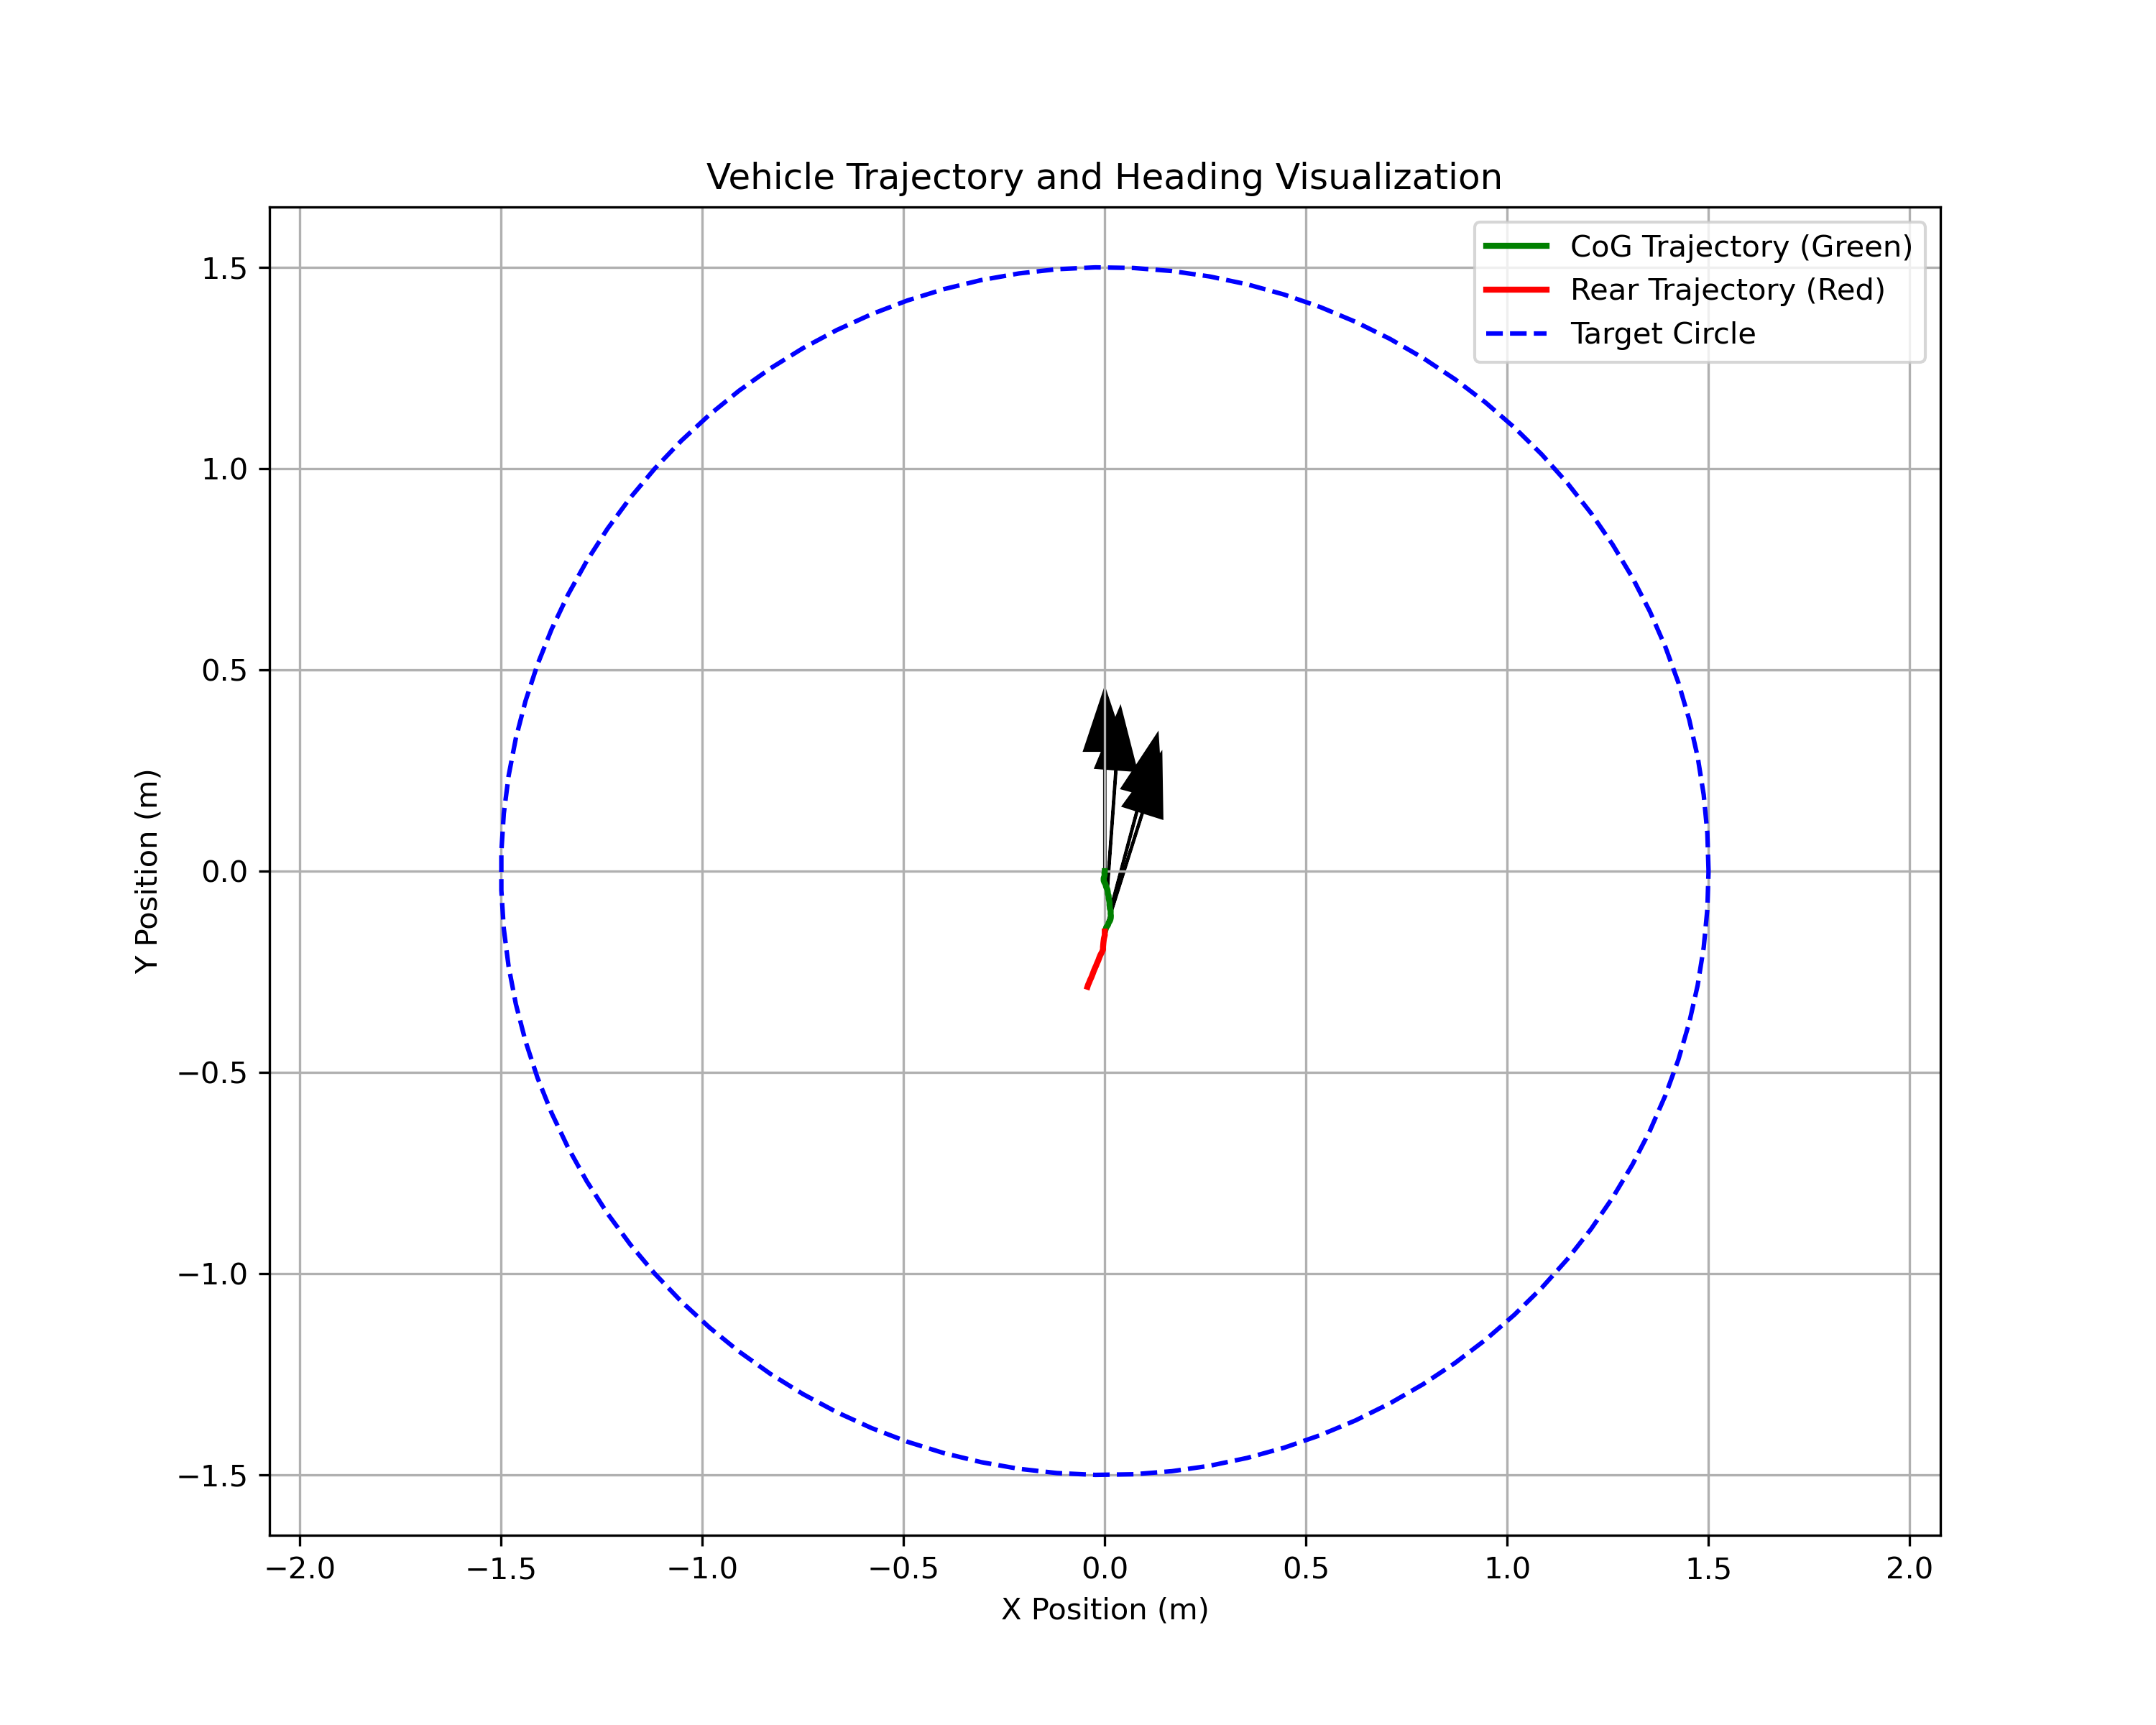 Vehicle Trajectory and Heading Visualization
CoG Trajectory (Green)
Rear Trajectory (Red)
Target Circle
1.5
1.0
0.5
0.0
−0.5
−1.0
−1.5
Y Position (m)
−2.0 −1.5 −1.0 −0.5 0.0 0.5 1.0 1.5 2.0
X Position (m)